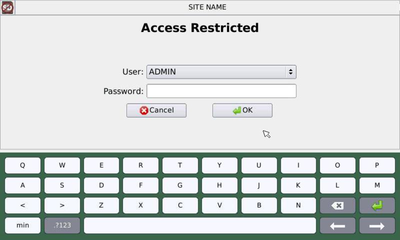 SITE NAME
Access Restricted
User: ADMIN
Password:
Cancel OK
Q W E R T Y U I O P
A S D F G H J K L M
< > Z X C V B N
min .?123